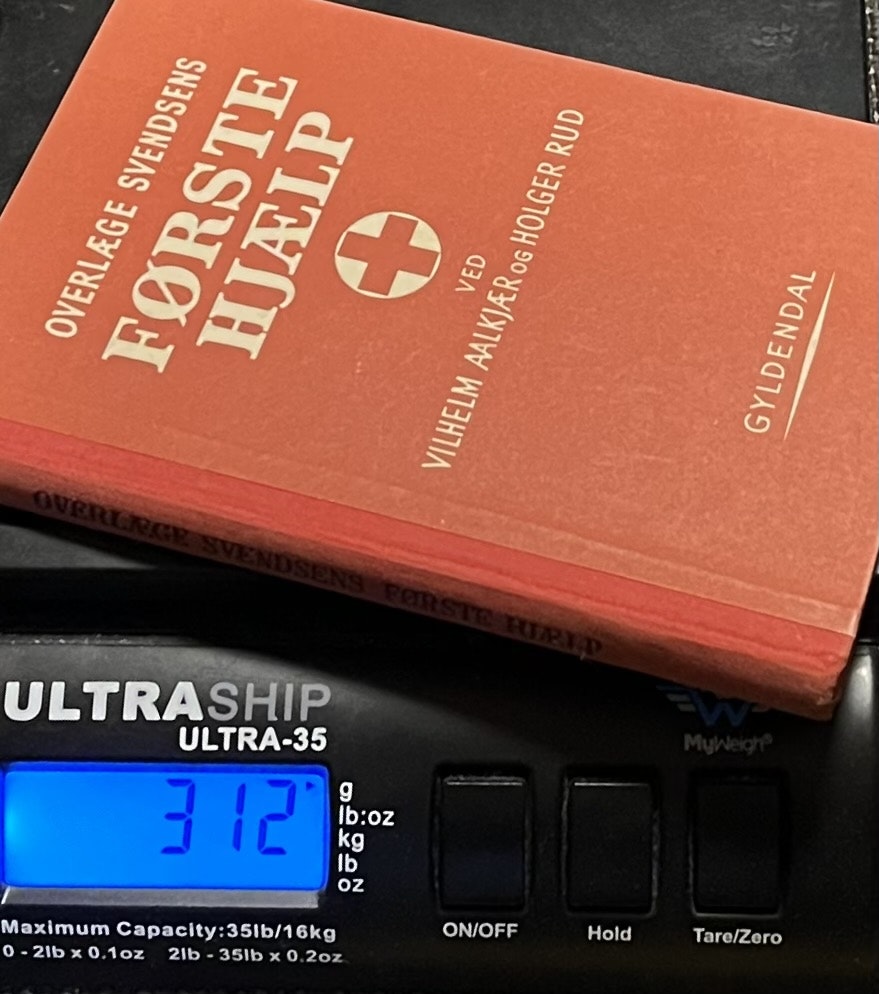 OVERLÆGE SVENDSENS
FØRSTE
HJÆLP
VED
VILHELM AALKJÆR OG HOLGER RUD
GYLDENDAL
OVERLÆGE SVENDSENS FØRSTE HJÆLP
ULTRASHIP
ULTRA-35
MyWeigh®
312
g
lb:oz
kg
lb
oz
ON/OFF
Hold
Tare/Zero
Maximum Capacity:35lb/16kg
0 - 2lb x 0.1oz 2lb - 35lb x 0.2oz